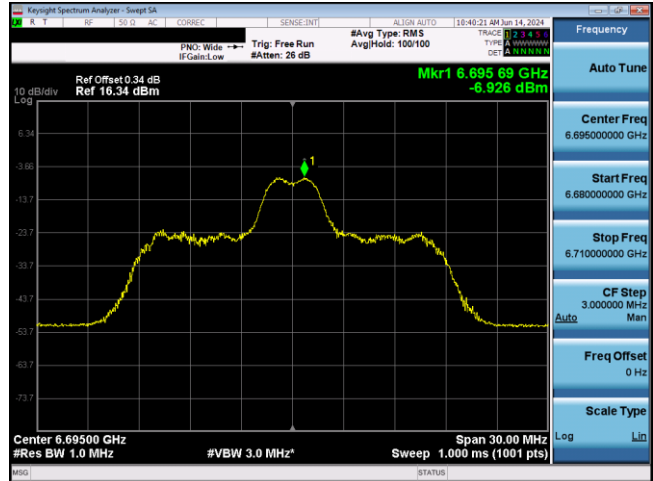 Keysight Spectrum Analyzer - Swept SA
R T RF 50 Ω AC CORREC SENSE:INT ALIGN AUTO 10:40:21 AM Jun 14, 2024
#Avg Type: RMS TRACE 1 2 3 4 5 6
PNO: Wide Trig: Free Run Avg|Hold: 100/100 TYPE A WWWWW
IFGain:Low #Atten: 26 dB DET A N N N N N
Mkr1 6.695 69 GHz
Ref Offset 0.34 dB
-6.926 dBm
10 dB/div Ref 16.34 dBm
Log
6.34
-3.66
1
-13.7
-23.7
-33.7
-43.7
-53.7
-63.7
-73.7
Center 6.69500 GHz Span 30.00 MHz
#Res BW 1.0 MHz #VBW 3.0 MHz* Sweep 1.000 ms (1001 pts)
MSG STATUS
Frequency
Auto Tune
Center Freq
6.695000000 GHz
Start Freq
6.680000000 GHz
Stop Freq
6.710000000 GHz
CF Step
3.000000 MHz
Auto Man
Freq Offset
0 Hz
Scale Type
Log Lin